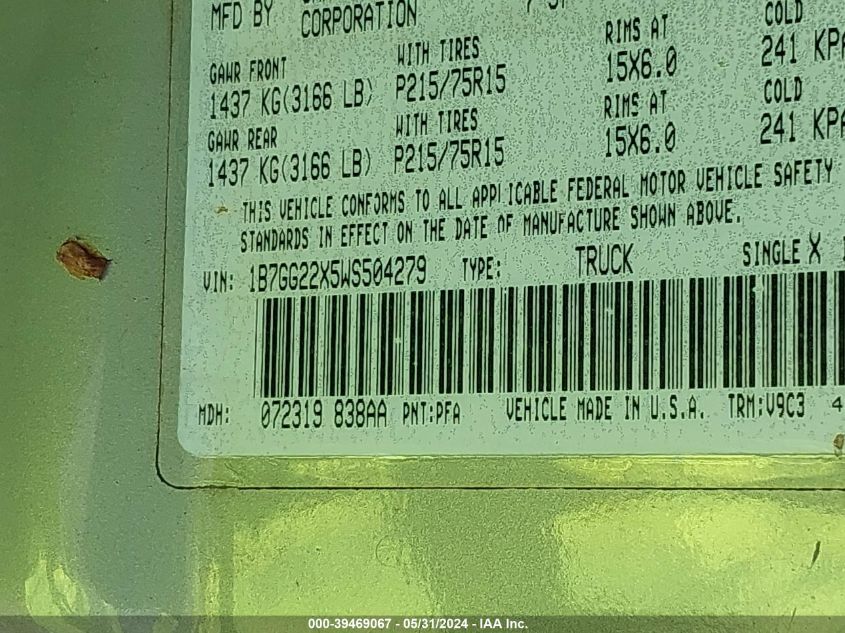 MFD BY CORPORATION
GAWR FRONT WITH TIRES RIMS AT COLD
1437 KG(3166 LB) P215/75R15 15X6.0 241 KPA
GAWR REAR WITH TIRES RIMS AT COLD
1437 KG(3166 LB) P215/75R15 15X6.0 241 KPA
THIS VEHICLE CONFORMS TO ALL APPLICABLE FEDERAL MOTOR VEHICLE SAFETY
STANDARDS IN EFFECT ON THE DATE OF MANUFACTURE SHOWN ABOVE.
VIN: 1B7GG22X5WS504279 TYPE: TRUCK SINGLE X
MDH: 072319 838AA PNT:PFA VEHICLE MADE IN U.S.A. TRM:V9C3 4
000-39469067 - 05/31/2024 - IAA Inc.